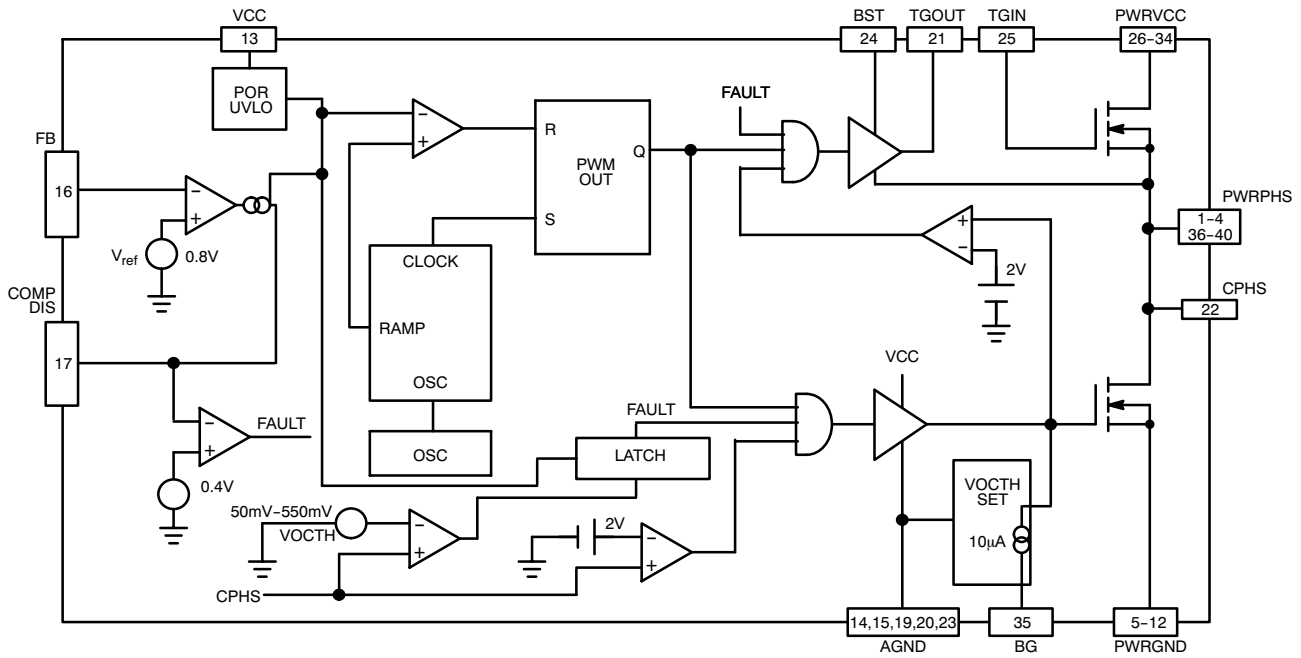 VCC
13
BST
24
TGOUT
21
TGIN
25
PWRVCC
26−34
POR
UVLO
FAULT
FB
16
−
+
R
PWM
OUT
Q
S
−
+
Vref
0.8V
CLOCK
RAMP
OSC
OSC
+
−
2V
PWRPHS
1−4
36−40
CPHS
22
COMP
DIS
17
−
+
FAULT
0.4V
VCC
FAULT
LATCH
50mV−550mV
VOCTH
−
+
2V
−
+
CPHS
VOCTH
SET
10μA
14,15,19,20,23
AGND
35
BG
5−12
PWRGND